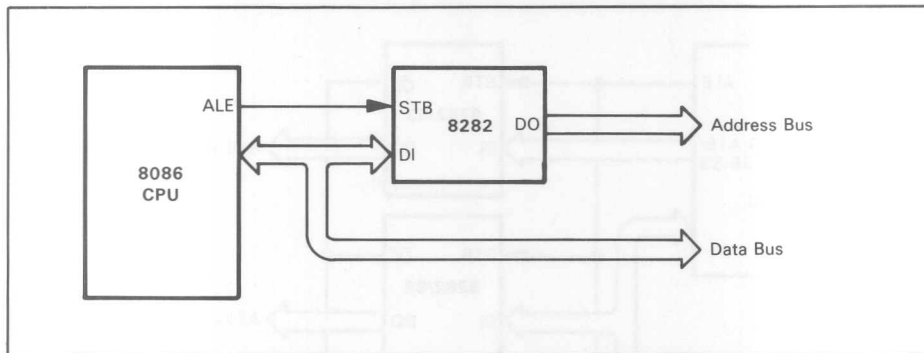 ALE
STB
8282
DO
Address Bus
DI
8086
CPU
Data Bus